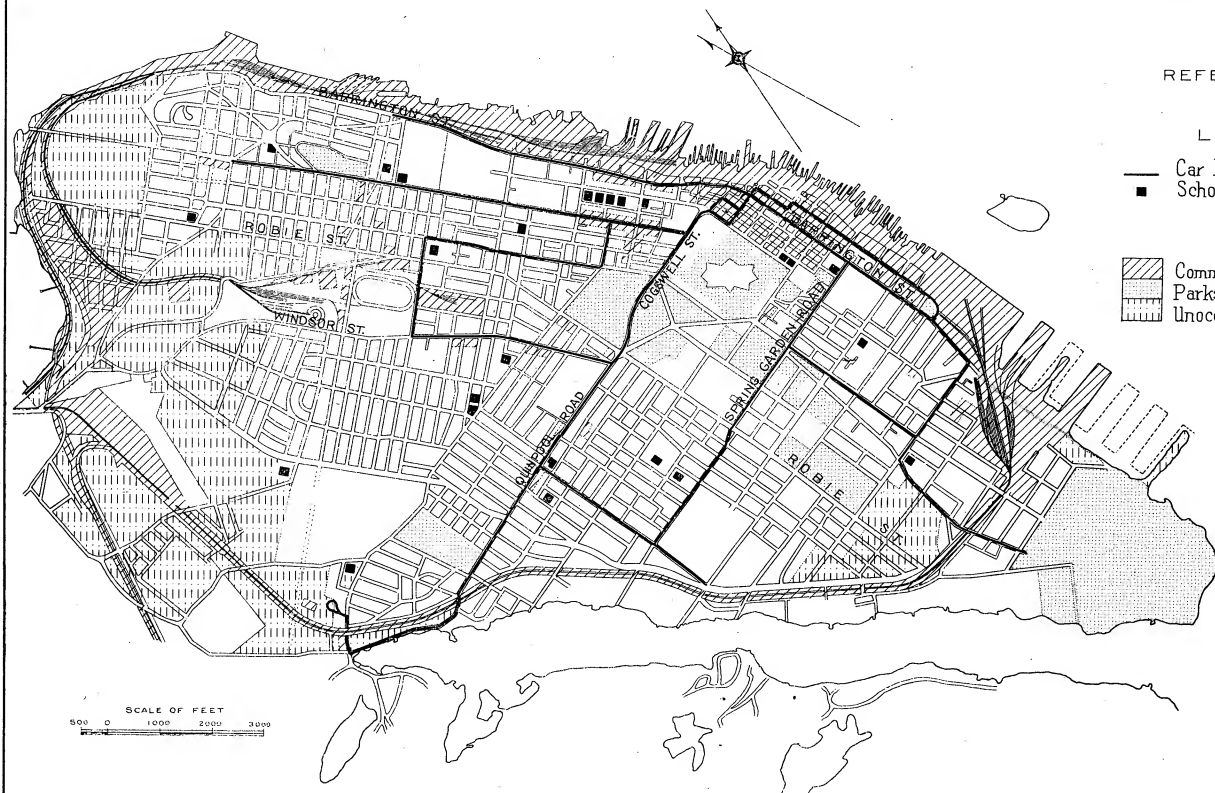 REFE
L
Car
Scho
Comm
Parks
Unocc
BARRINGTON ST.
ROBIE ST.
WINDSOR ST.
COGSWELL ST.
BARRINGTON ST.
SPRING GARDEN ROAD
QUINPOOL ROAD
ROBIE ST.
SCALE OF FEET
500 0 1000 2000 3000